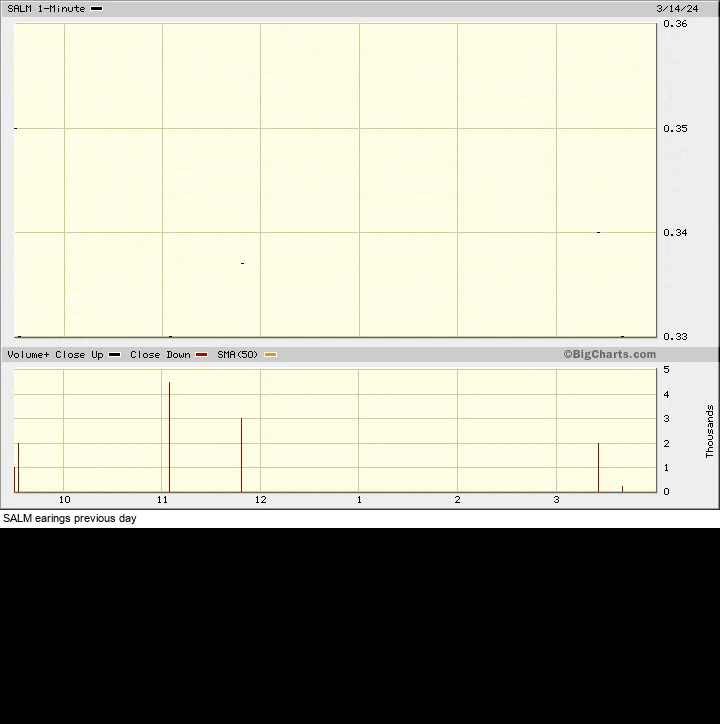 SALM 1-Minute 3/14/24
0.36
0.35
0.34
0.33
Volume+ Close Up Close Down SMA(50) ©BigCharts.com
5
4
3
2
1
0
Thousands
10 11 12 1 2 3
SALM earings previous day